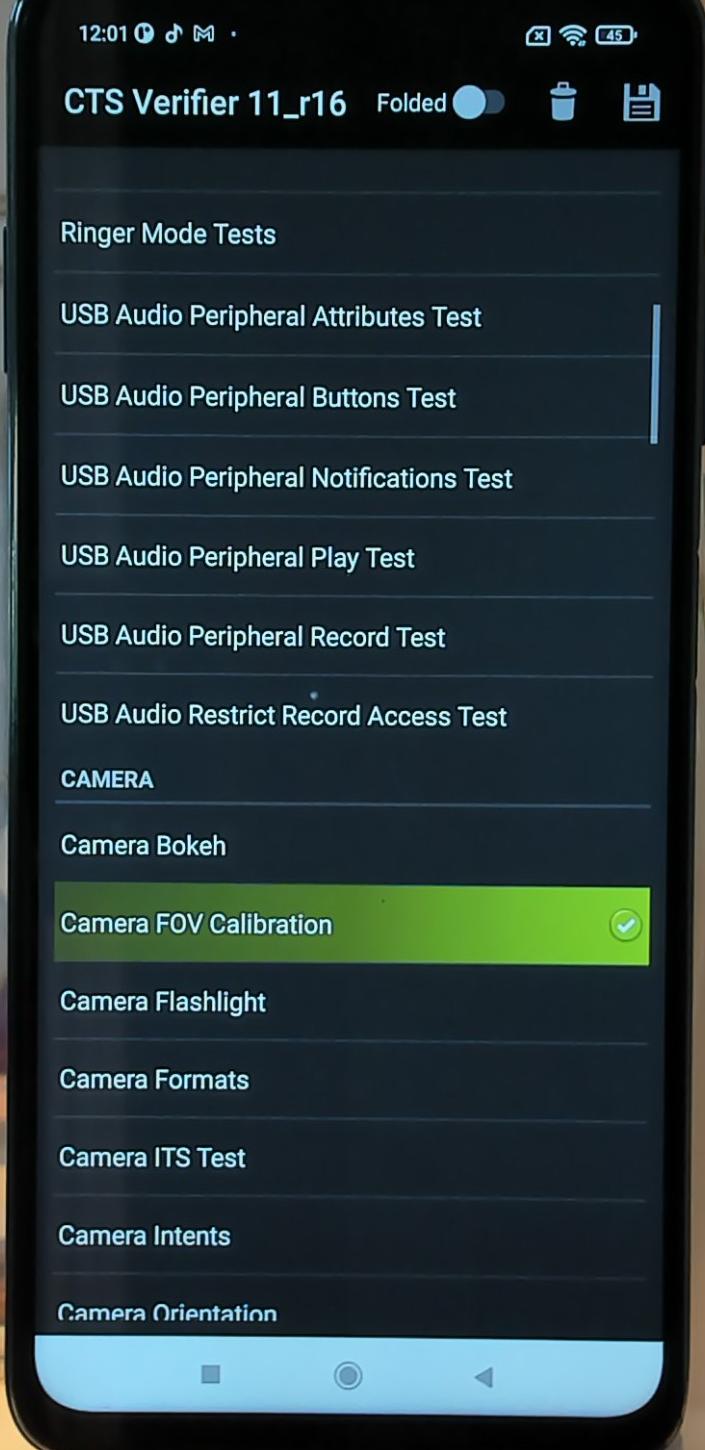 12:01
45
CTS Verifier 11_r16 Folded
Ringer Mode Tests
USB Audio Peripheral Attributes Test
USB Audio Peripheral Buttons Test
USB Audio Peripheral Notifications Test
USB Audio Peripheral Play Test
USB Audio Peripheral Record Test
USB Audio Restrict Record Access Test
CAMERA
Camera Bokeh
Camera FOV Calibration
Camera Flashlight
Camera Formats
Camera ITS Test
Camera Intents
Camera Orientation